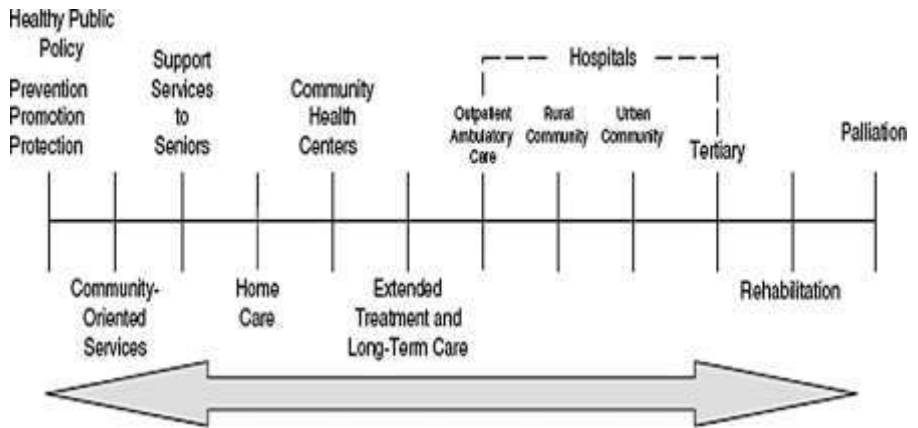 Healthy Public
Policy
Prevention
Promotion
Protection
Support
Services
to
Seniors
Community
Health
Centers
Hospitals
Outpatient
Ambulatory
Care
Rural
Community
Urben
Community
Tertiary
Palliation
Community-
Oriented
Services
Home
Care
Extended
Treatment and
Long-Term Care
Rehabilitation